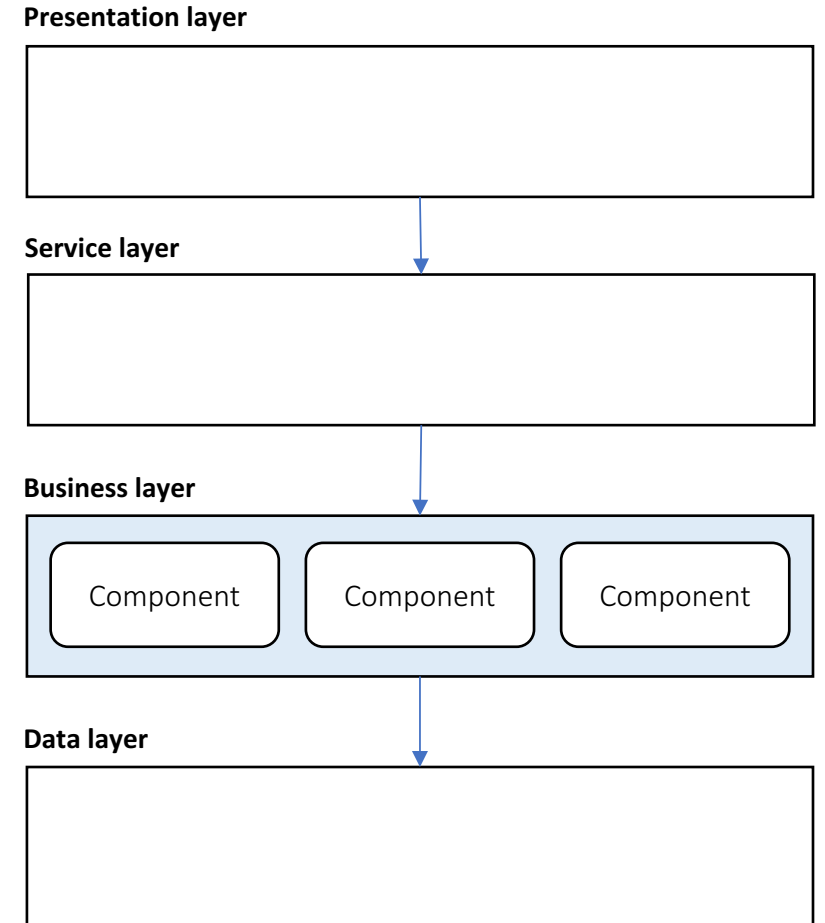 Presentation layer
Service layer
Business layer
Component Component Component
Data layer